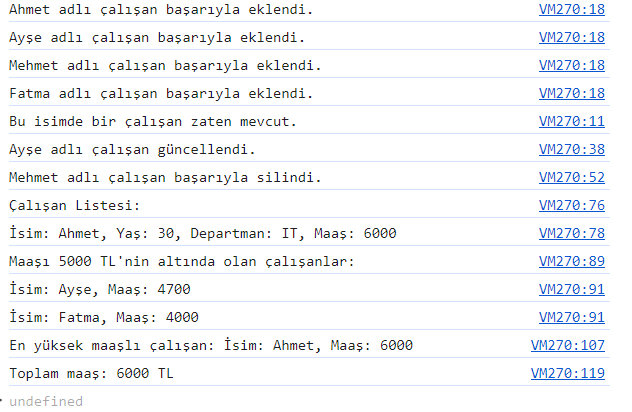 Ahmet adlı çalışan başarıyla eklendi. VM270:18
Ayşe adlı çalışan başarıyla eklendi. VM270:18
Mehmet adlı çalışan başarıyla eklendi. VM270:18
Fatma adlı çalışan başarıyla eklendi. VM270:18
Bu isimde bir çalışan zaten mevcut. VM270:11
Ayşe adlı çalışan güncellendi. VM270:38
Mehmet adlı çalışan başarıyla silindi. VM270:52
Çalışan Listesi: VM270:76
İsim: Ahmet, Yaş: 30, Departman: IT, Maaş: 6000 VM270:78
Maaşı 5000 TL'nin altında olan çalışanlar: VM270:89
İsim: Ayşe, Maaş: 4700 VM270:91
İsim: Fatma, Maaş: 4000 VM270:91
En yüksek maaşlı çalışan: İsim: Ahmet, Maaş: 6000 VM270:107
Toplam maaş: 6000 TL VM270:119
undefined